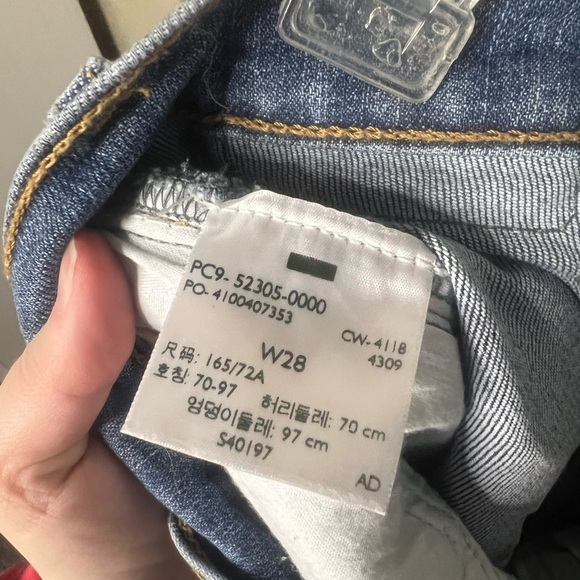 PC9- 52305-0000
PO- 4100407353
CW-4118
4309
W28
尺码: 165/72A
호칭: 70-97 허리둘레: 70 cm
엉덩이둘레: 97 cm
S40197
AD